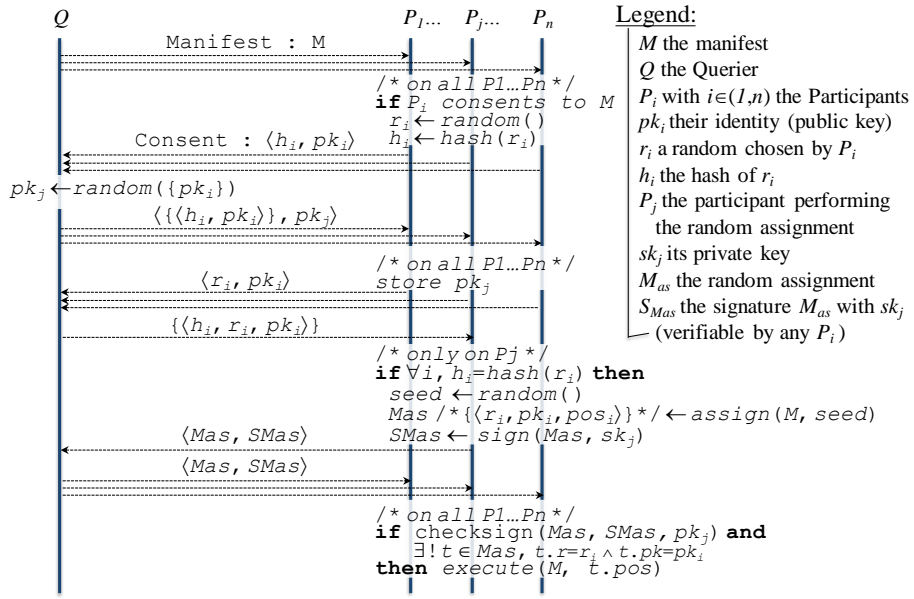 Q P1... Pj... Pn
Manifest : M
/* on all P1…Pn */
if Pi consents to M
ri ← random()
hi ← hash(ri)
Consent : ⟨hi, pki⟩
pkj ← random({pki})
⟨{⟨hi, pki⟩}, pkj⟩
/* on all P1…Pn */
store pkj
⟨ri, pki⟩
{⟨hi, ri, pki⟩}
/* only on Pj */
if ∀i, hi=hash(ri) then
seed ← random()
Mas /*{⟨ri, pki, posi⟩}*/ ← assign(M, seed)
SMas ← sign(Mas, skj)
⟨Mas, SMas⟩
⟨Mas, SMas⟩
/* on all P1…Pn */
if checksign(Mas, SMas, pkj) and
∃! t ∈ Mas, t.r=ri ∧ t.pk=pki
then execute(M, t.pos)
Legend:
M the manifest
Q the Querier
Pi with i∈(1,n) the Participants
pki their identity (public key)
ri a random chosen by Pi
hi the hash of ri
Pj the participant performing
the random assignment
skj its private key
Mas the random assignment
SMas the signature Mas with skj
(verifiable by any Pi )